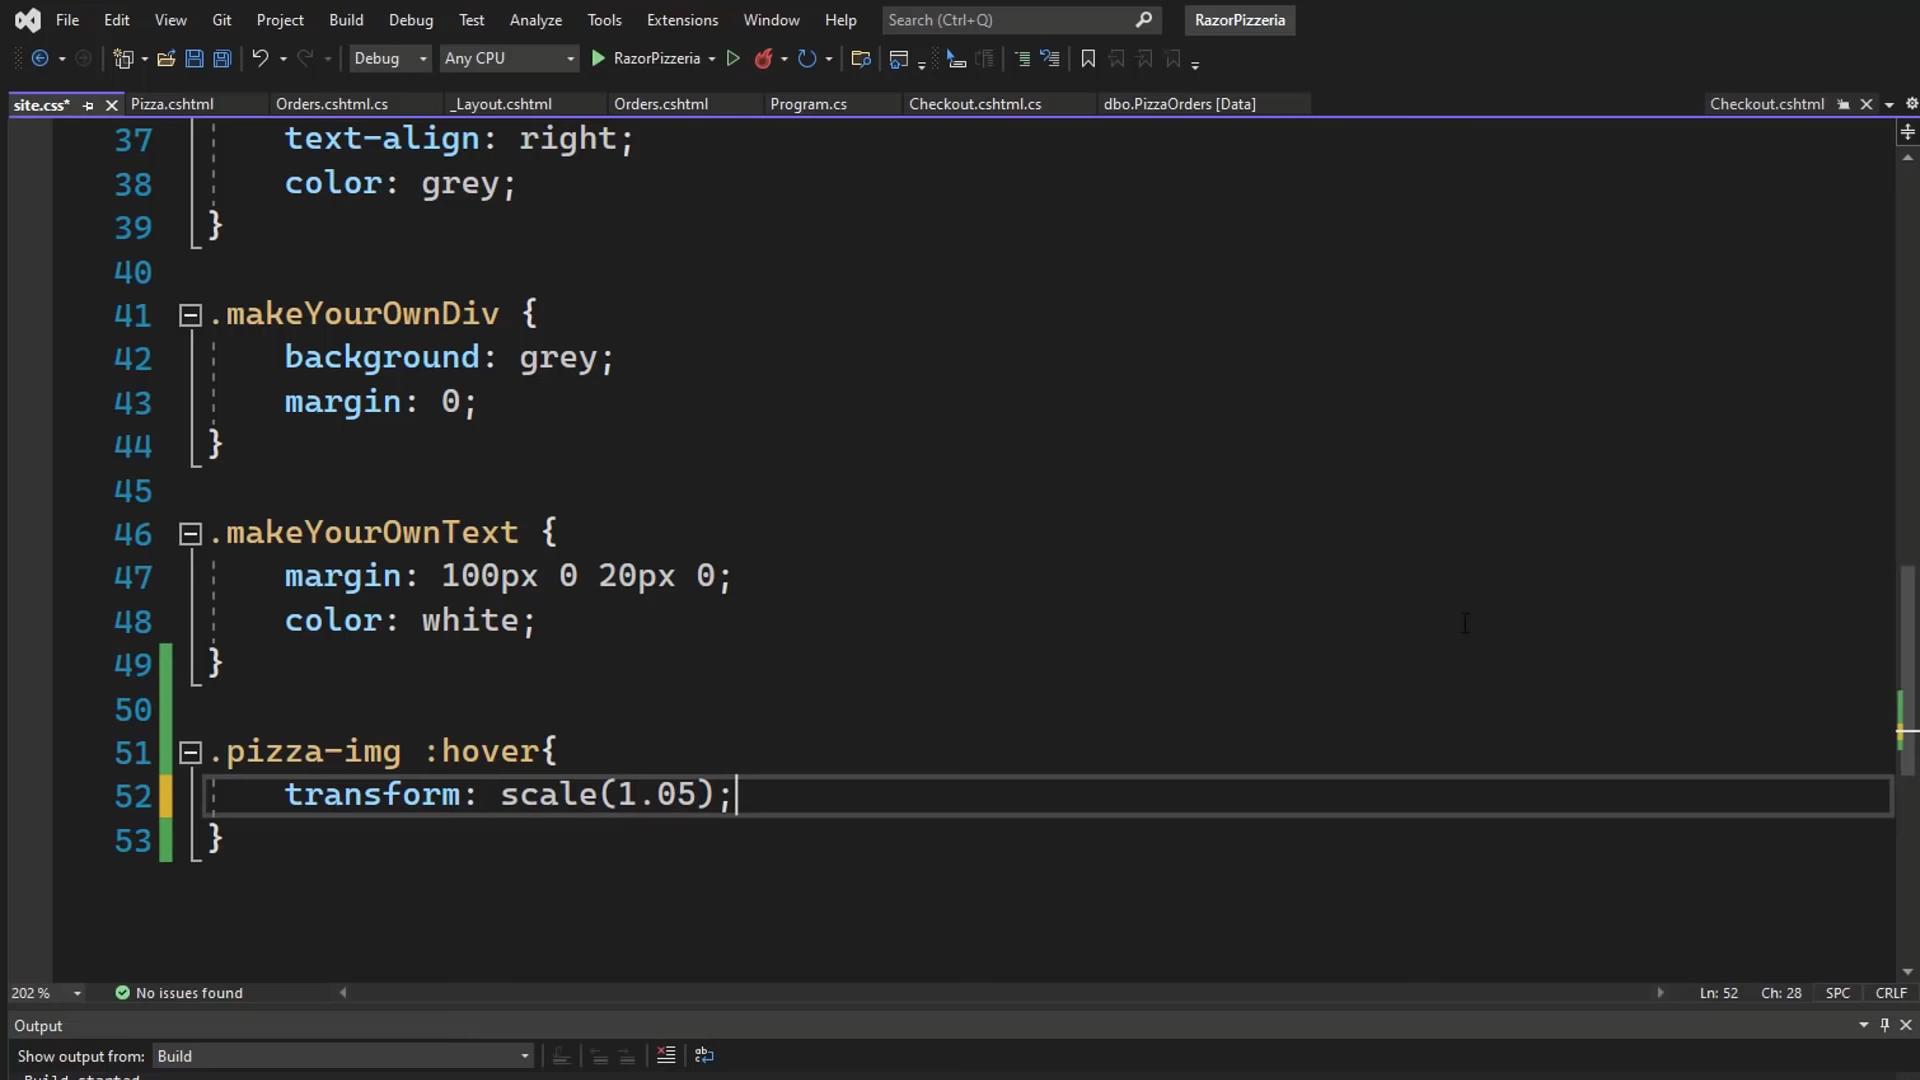 File Edit View Git Project Build Debug Test Analyze Tools Extensions Window Help Search (Ctrl+Q) RazorPizzeria
Debug Any CPU RazorPizzeria
site.css* Pizza.cshtml Orders.cshtml.cs _Layout.cshtml Orders.cshtml Program.cs Checkout.cshtml.cs dbo.PizzaOrders [Data] Checkout.cshtml
37 text-align: right;
38 color: grey;
39 }
40
41 .makeYourOwnDiv {
42 background: grey;
43 margin: 0;
44 }
45
46 .makeYourOwnText {
47 margin: 100px 0 20px 0;
48 color: white;
49 }
50
51 .pizza-img :hover{
52 transform: scale(1.05);
53 }
202 % No issues found Ln: 52 Ch: 28 SPC CRLF
Output
Show output from: Build
Build started